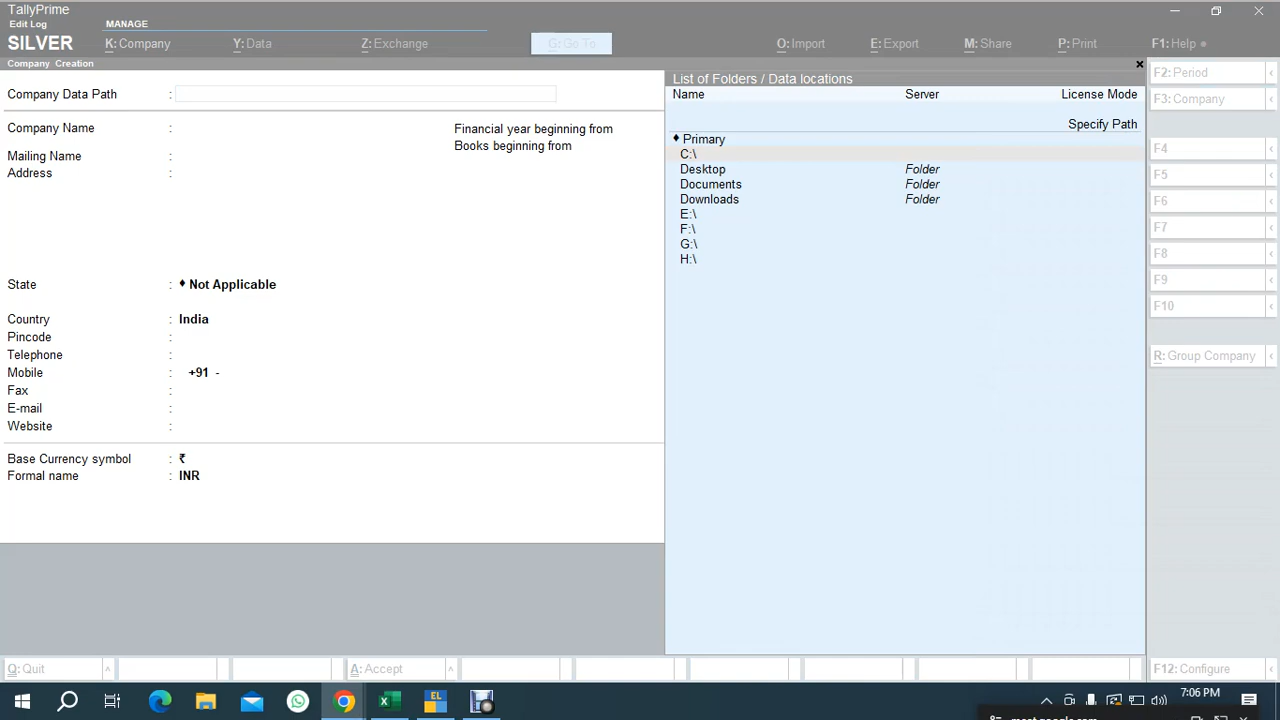 TallyPrime
Edit Log
MANAGE
SILVER
K: Company
Y: Data
Z: Exchange
G: Go To
O: Import
E: Export
M: Share
P: Print
F1: Help
Company Creation
Company Data Path :
Company Name :
Financial year beginning from
Books beginning from
Mailing Name :
Address :
State : ♦ Not Applicable
Country : India
Pincode :
Telephone :
Mobile : +91 -
Fax :
E-mail :
Website :
Base Currency symbol : ₹
Formal name : INR
List of Folders / Data locations
Name Server License Mode
Specify Path
♦ Primary
C:\
Desktop Folder
Documents Folder
Downloads Folder
E:\
F:\
G:\
H:\
F2: Period
F3: Company
F4
F5
F6
F7
F8
F9
F10
R: Group Company
Q: Quit
A: Accept
F12: Configure
7:06 PM